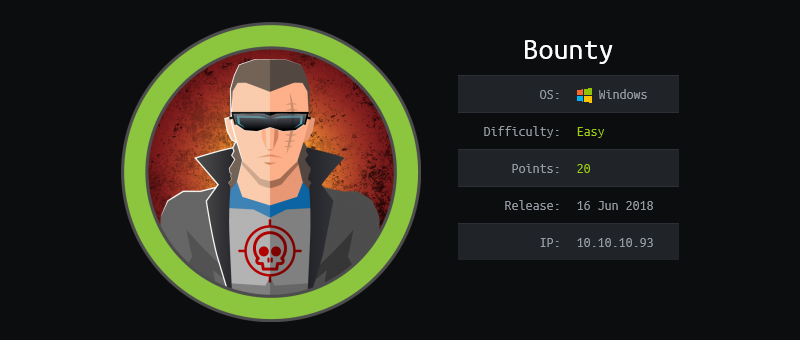 Bounty
OS: Windows
Difficulty: Easy
Points: 20
Release: 16 Jun 2018
IP: 10.10.10.93